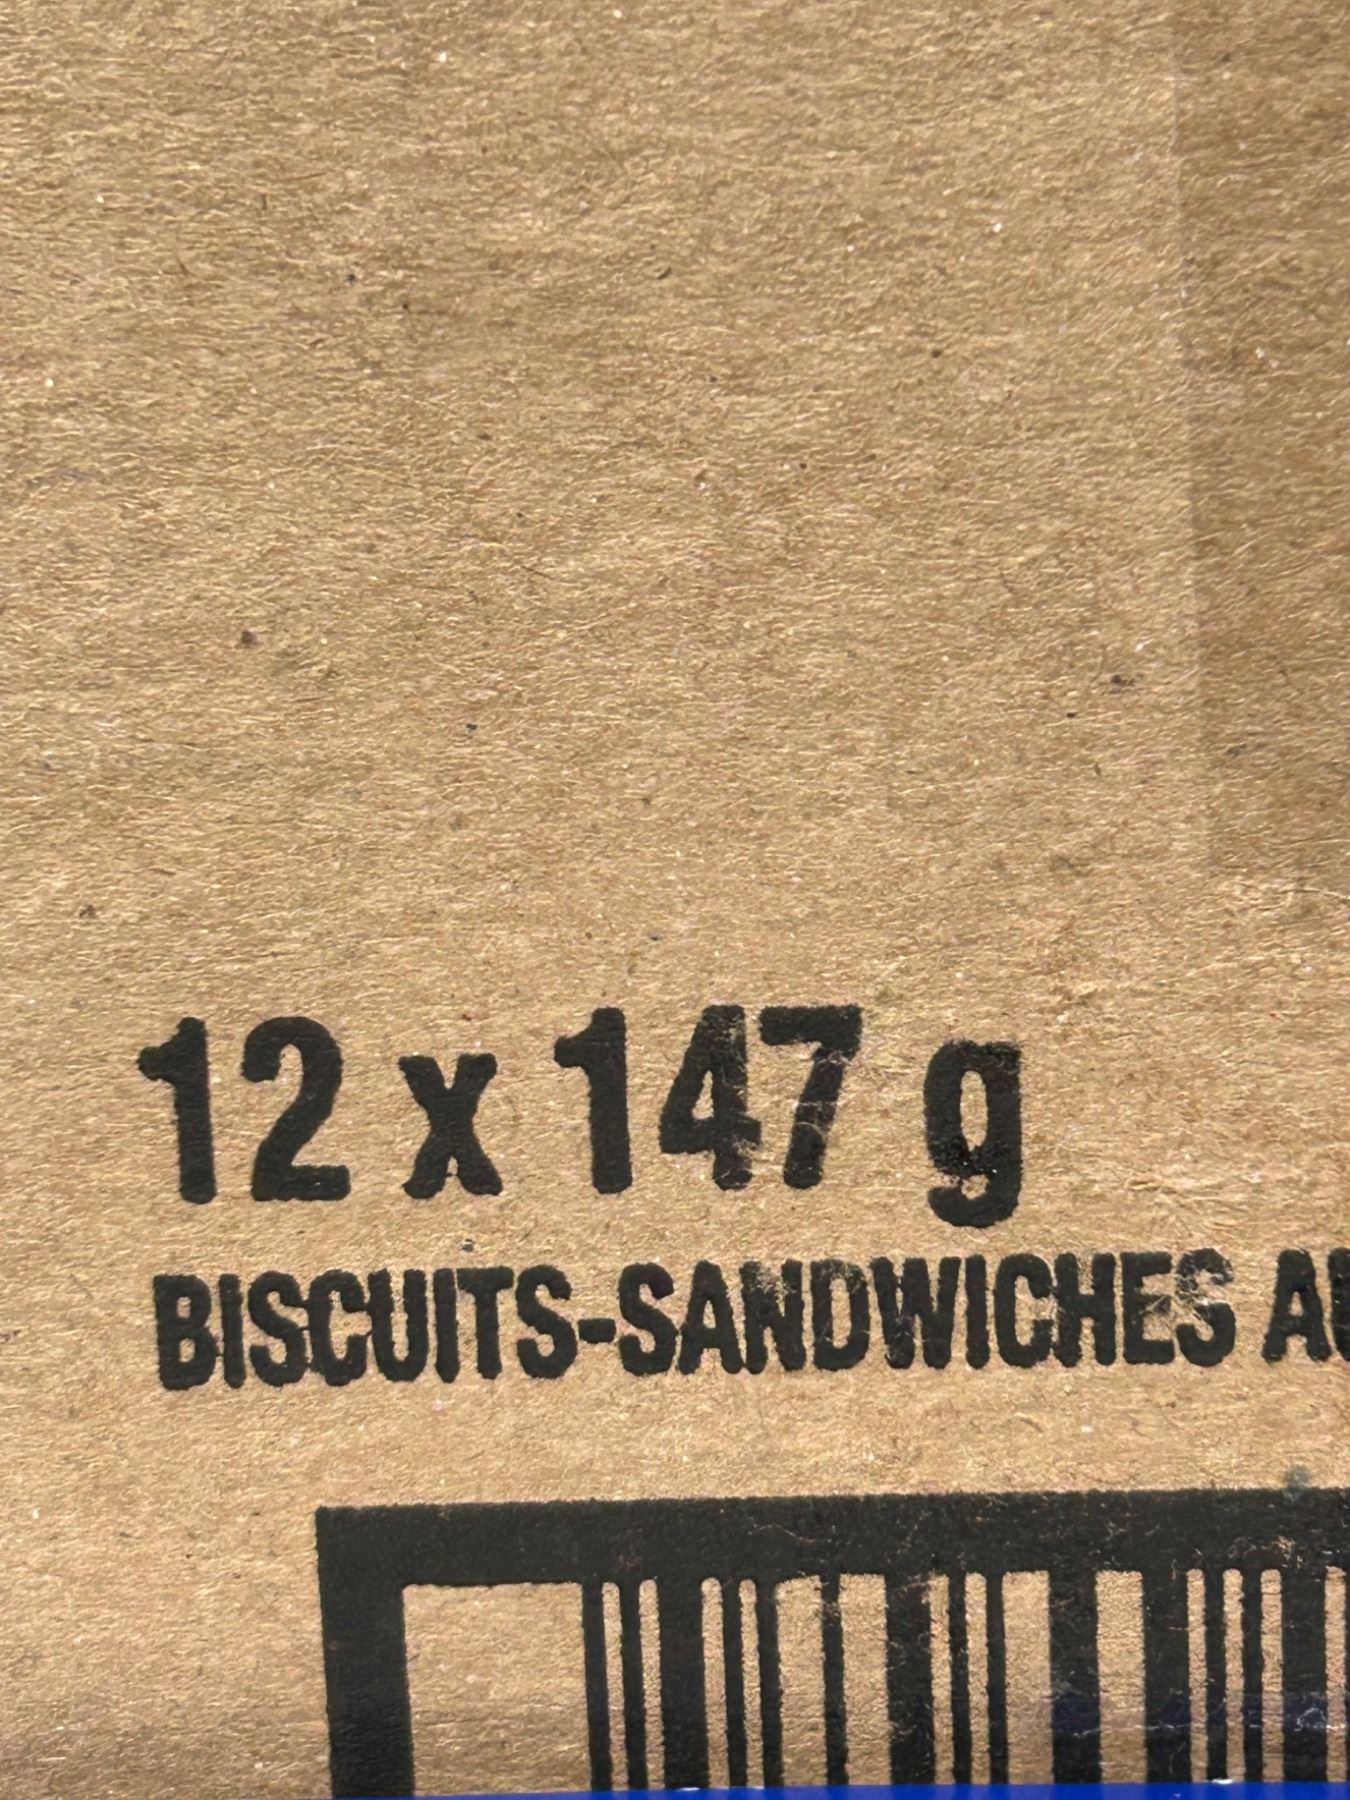 12 x 147 g
BISCUITS-SANDWICHES